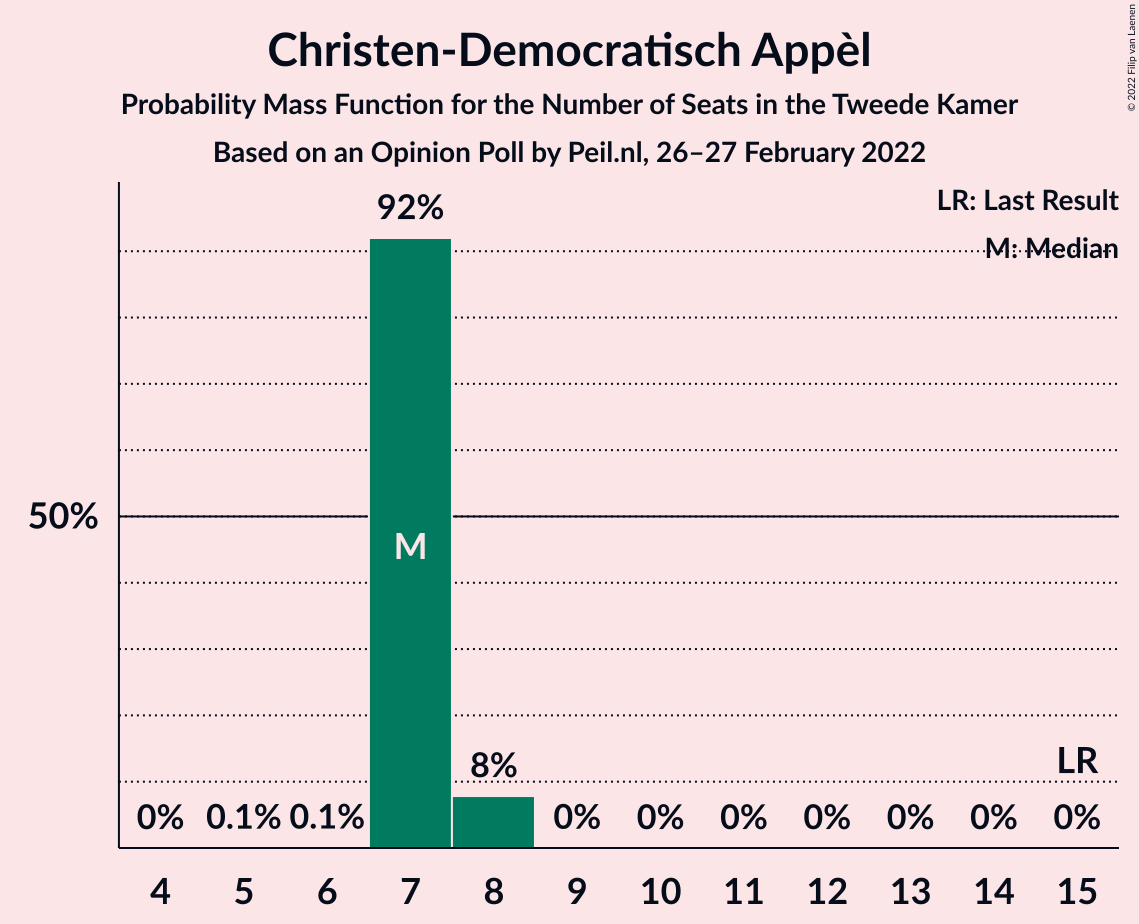 Christen-Democratisch Appèl
Probability Mass Function for the Number of Seats in the Tweede Kamer
Based on an Opinion Poll by Peil.nl, 26–27 February 2022
© 2022 Filip van Laenen
LR: Last Result
M: Median
92%
50%
M
8%
LR
0% 0.1% 0.1% 0% 0% 0% 0% 0% 0% 0%
4 5 6 7 8 9 10 11 12 13 14 15